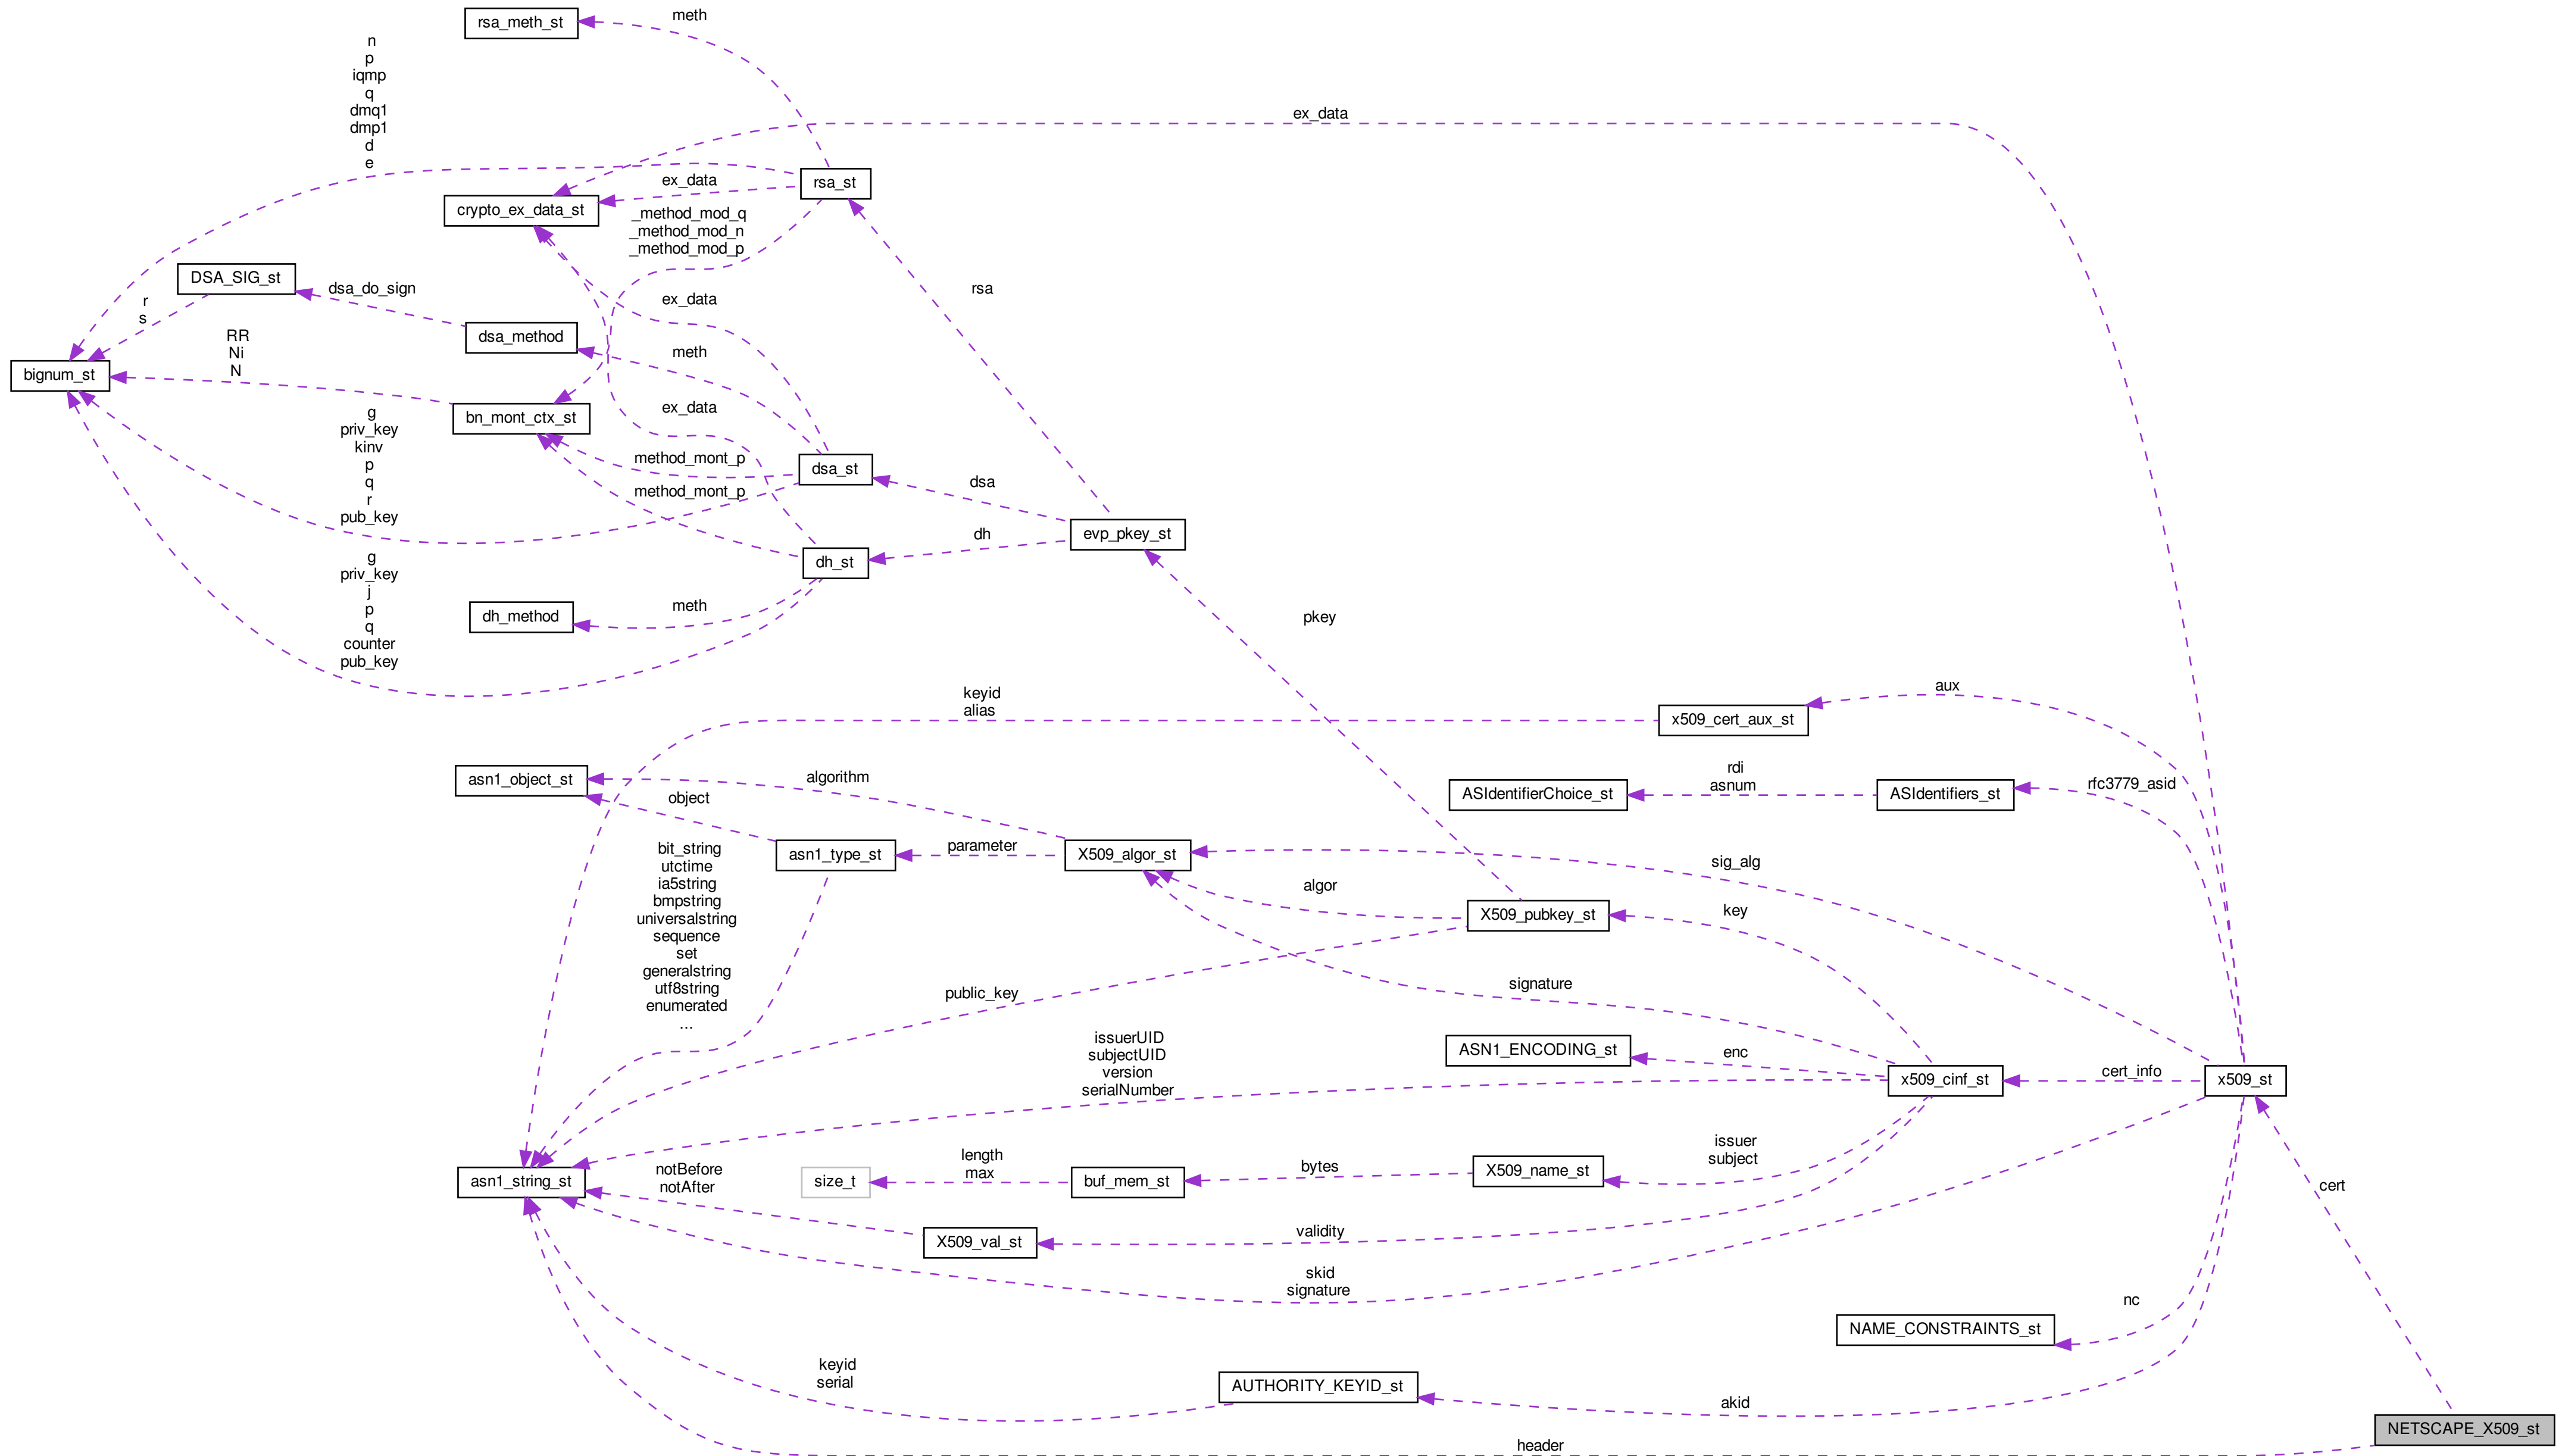 rsa_meth_st
meth
n
p
iqmp
q
dmq1
dmp1
d
e
ex_data
rsa_st
ex_data
crypto_ex_data_st
_method_mod_q
_method_mod_n
_method_mod_p
DSA_SIG_st
dsa_do_sign
r
s
ex_data
rsa
dsa_method
RR
Ni
N
meth
bignum_st
bn_mont_ctx_st
ex_data
g
priv_key
kinv
p
q
r
pub_key
method_mont_p
dsa_st
method_mont_p
dsa
evp_pkey_st
dh
dh_st
g
priv_key
j
p
q
counter
pub_key
dh_method
meth
pkey
keyid
alias
aux
x509_cert_aux_st
asn1_object_st
algorithm
object
rdi
asnum
ASIdentifierChoice_st
ASIdentifiers_st
rfc3779_asid
bit_string
utctime
ia5string
bmpstring
universalstring
sequence
set
generalstring
utf8string
enumerated
...
asn1_type_st
parameter
X509_algor_st
sig_alg
algor
X509_pubkey_st
key
public_key
signature
issuerUID
subjectUID
version
serialNumber
ASN1_ENCODING_st
enc
x509_cinf_st
cert_info
x509_st
asn1_string_st
notBefore
notAfter
size_t
length
max
buf_mem_st
bytes
X509_name_st
issuer
subject
cert
X509_val_st
validity
skid
signature
nc
NAME_CONSTRAINTS_st
keyid
serial
AUTHORITY_KEYID_st
akid
header
NETSCAPE_X509_st